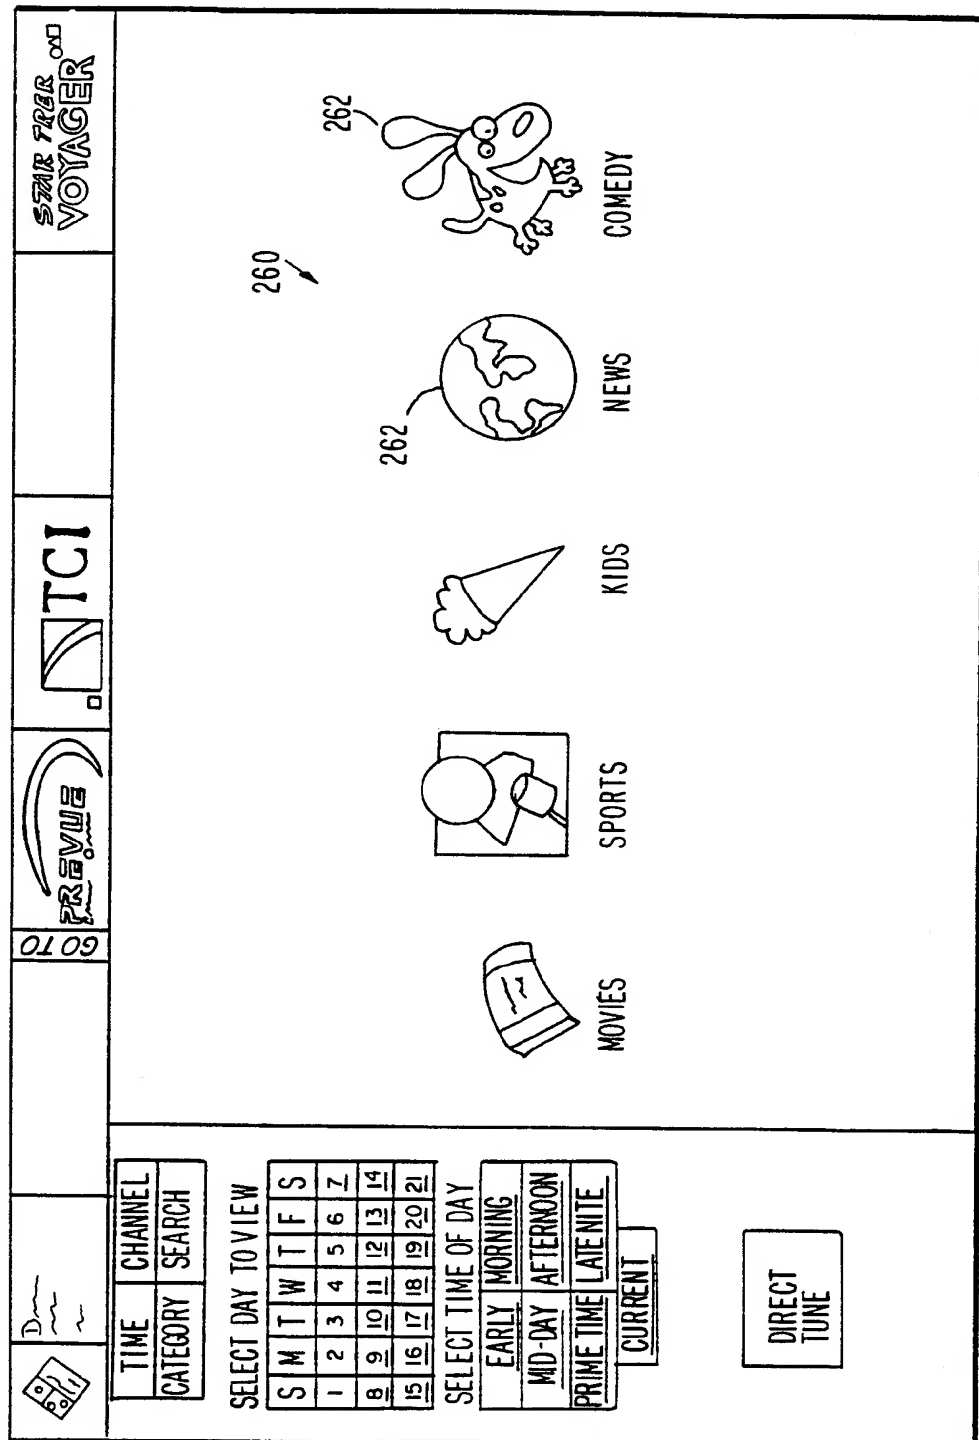 GO TO
PREVUE
TCI
STAR TRER
VOYAGER
TIME CHANNEL
CATEGORY SEARCH
SELECT DAY TO VIEW
S M T W T F S
1 2 3 4 5 6 7
8 9 10 11 12 13 14
15 16 17 18 19 20 21
SELECT TIME OF DAY
EARLY MORNING
MID-DAY AFTERNOON
PRIME TIME LATENITE
CURRENT
DIRECT
TUNE
260
262
262
MOVIES
SPORTS
KIDS
NEWS
COMEDY